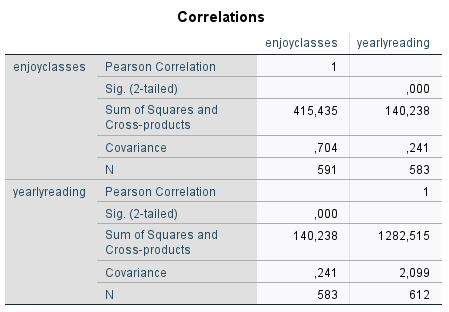 Correlations
enjoyclasses yearlyreading
enjoyclasses Pearson Correlation 1
Sig. (2-tailed) ,000
Sum of Squares and Cross-products 415,435 140,238
Covariance ,704 ,241
N 591 583
yearlyreading Pearson Correlation 1
Sig. (2-tailed) ,000
Sum of Squares and Cross-products 140,238 1282,515
Covariance ,241 2,099
N 583 612